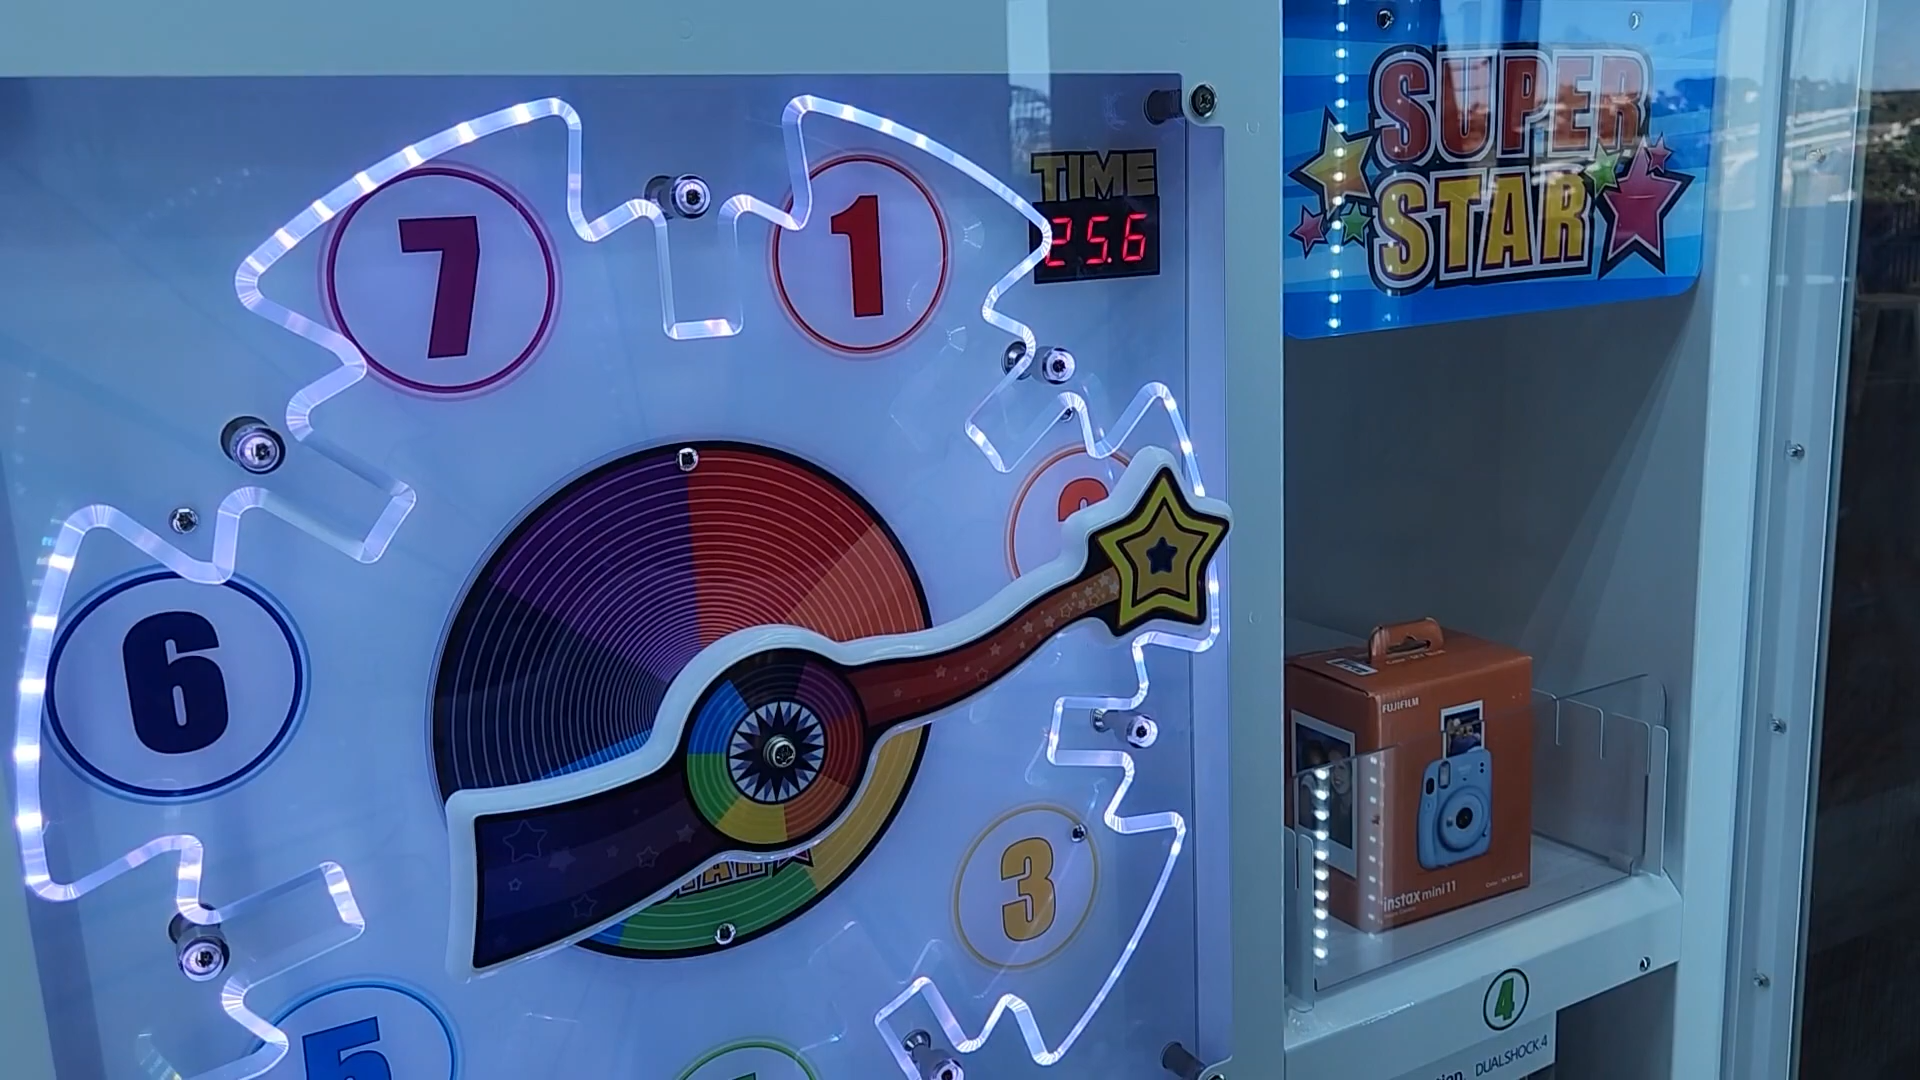 SUPER
STAR
TIME
25.6
7
1
6
3
5
FUJIFILM
instax mini 11
4
DUALSHOCK.4